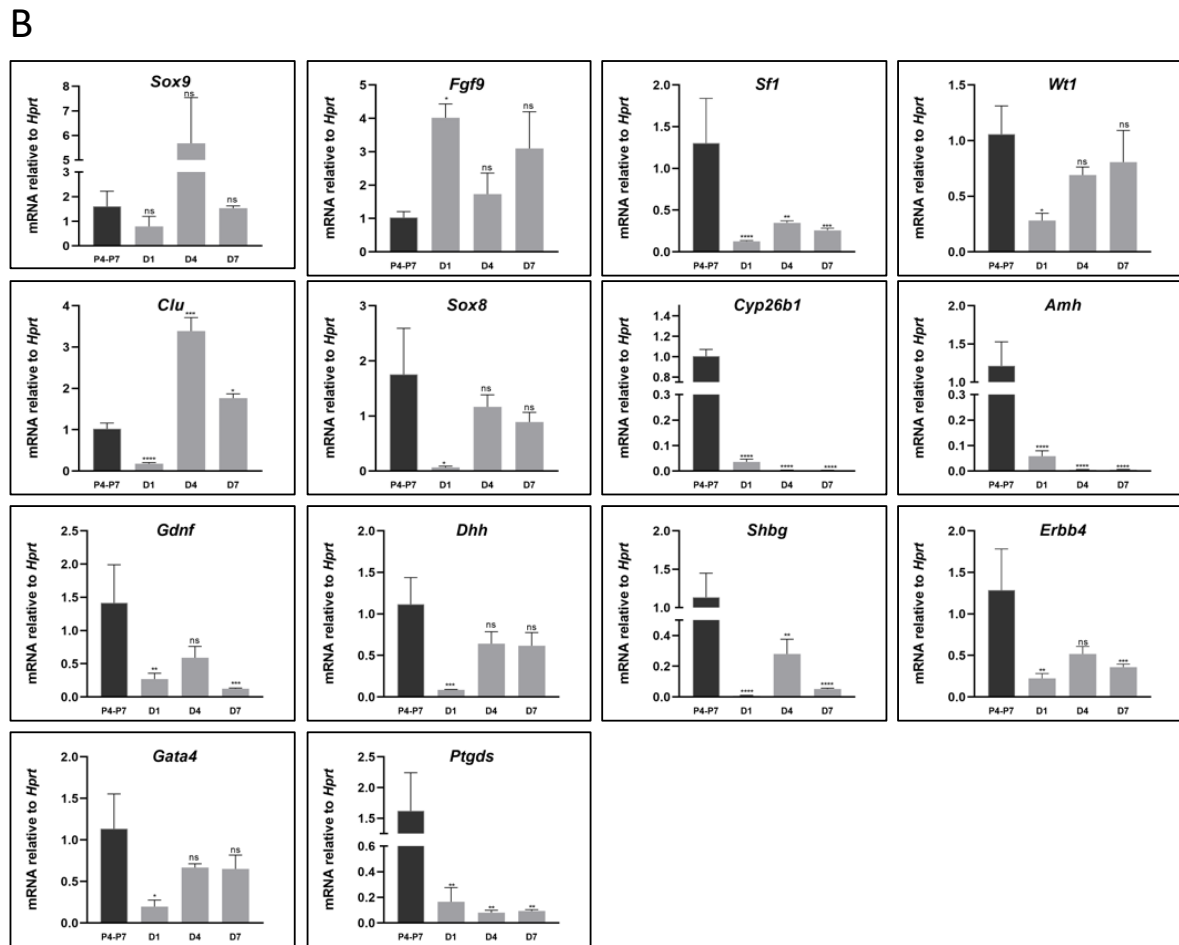 B
Sox9
mRNA relative to Hprt
8
7
6
5
3
2
1
0
ns
ns
ns
P4-P7 D1 D4 D7
Fgf9
mRNA relative to Hprt
5
4
3
2
1
0
*
ns
ns
P4-P7 D1 D4 D7
Sf1
mRNA relative to Hprt
2.0
1.5
1.0
0.5
0.0
****
**
***
P4-P7 D1 D4 D7
Wt1
mRNA relative to Hprt
1.5
1.0
0.5
0.0
*
ns
ns
P4-P7 D1 D4 D7
Clu
mRNA relative to Hprt
4
3
2
1
0
****
***
*
P4-P7 D1 D4 D7
Sox8
mRNA relative to Hprt
3
2
1
0
*
ns
ns
P4-P7 D1 D4 D7
Cyp26b1
mRNA relative to Hprt
1.4
1.2
1.0
0.8
0.3
0.2
0.1
0.0
****
****
****
P4-P7 D1 D4 D7
Amh
mRNA relative to Hprt
2.0
1.5
1.0
0.3
0.2
0.1
0.0
****
****
****
P4-P7 D1 D4 D7
Gdnf
mRNA relative to Hprt
2.5
2.0
1.5
1.0
0.5
0.0
**
ns
***
P4-P7 D1 D4 D7
Dhh
mRNA relative to Hprt
2.0
1.5
1.0
0.5
0.0
***
ns
ns
P4-P7 D1 D4 D7
Shbg
mRNA relative to Hprt
2.0
1.5
1.0
0.4
0.2
0.0
****
**
****
P4-P7 D1 D4 D7
Erbb4
mRNA relative to Hprt
2.0
1.5
1.0
0.5
0.0
**
ns
***
P4-P7 D1 D4 D7
Gata4
mRNA relative to Hprt
2.0
1.5
1.0
0.5
0.0
*
ns
ns
P4-P7 D1 D4 D7
Ptgds
mRNA relative to Hprt
2.5
2.0
1.5
0.6
0.4
0.2
0.0
**
**
**
P4-P7 D1 D4 D7